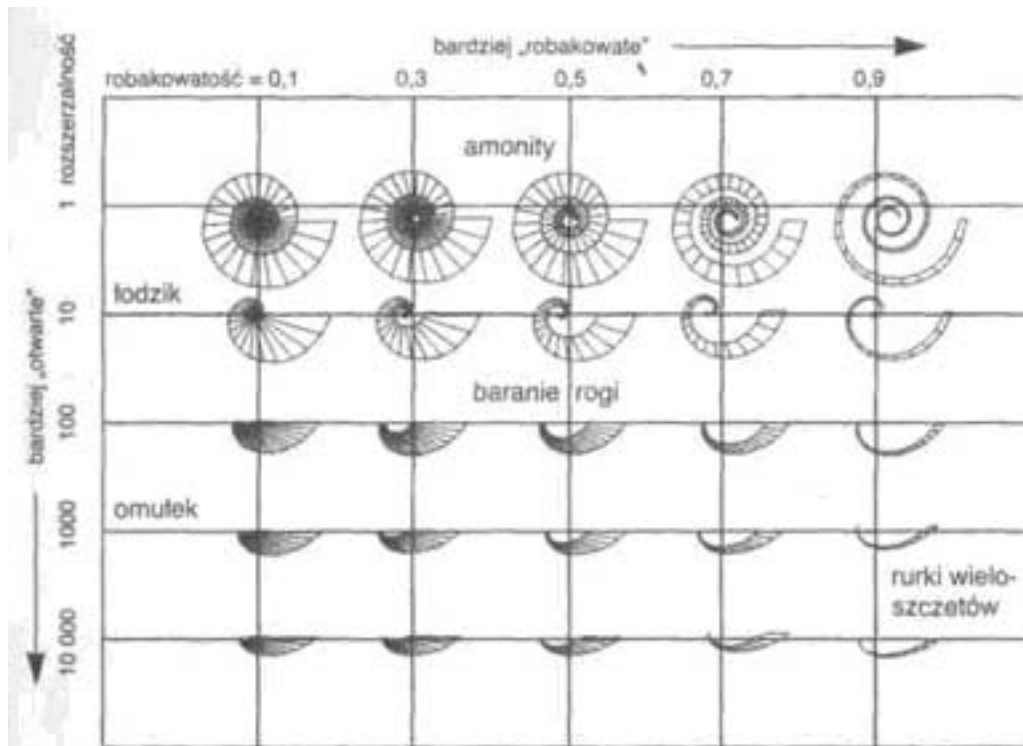 bardziej „robakowate”
robakowatość = 0,1
0,3
0,5
0,7
0,9
rozszerzalność
amonity
1
łodzik
10
bardziej „otwarte”
baranie rogi
100
omułek
1000
rurki wielo-
szczetów
10 000